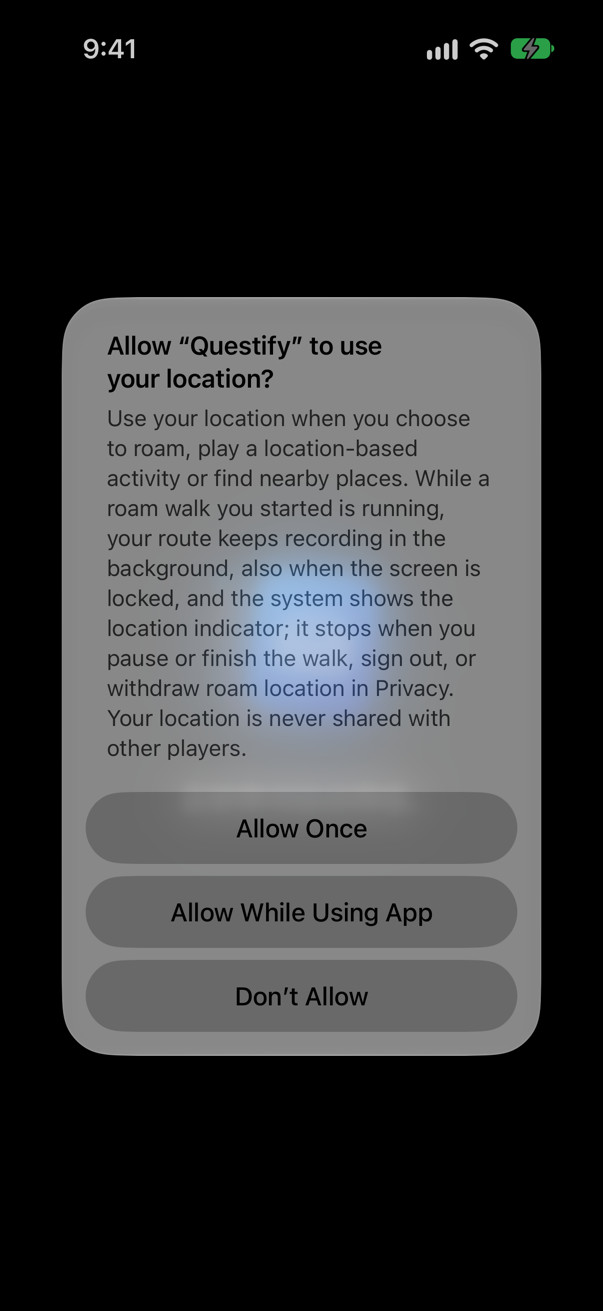 9:41
Allow “Questify” to use
your location?
Use your location when you choose
to roam, play a location-based
activity or find nearby places. While a
roam walk you started is running,
your route keeps recording in the
background, also when the screen is
locked, and the system shows the
location indicator; it stops when you
pause or finish the walk, sign out, or
withdraw roam location in Privacy.
Your location is never shared with
other players.
Allow Once
Allow While Using App
Don’t Allow